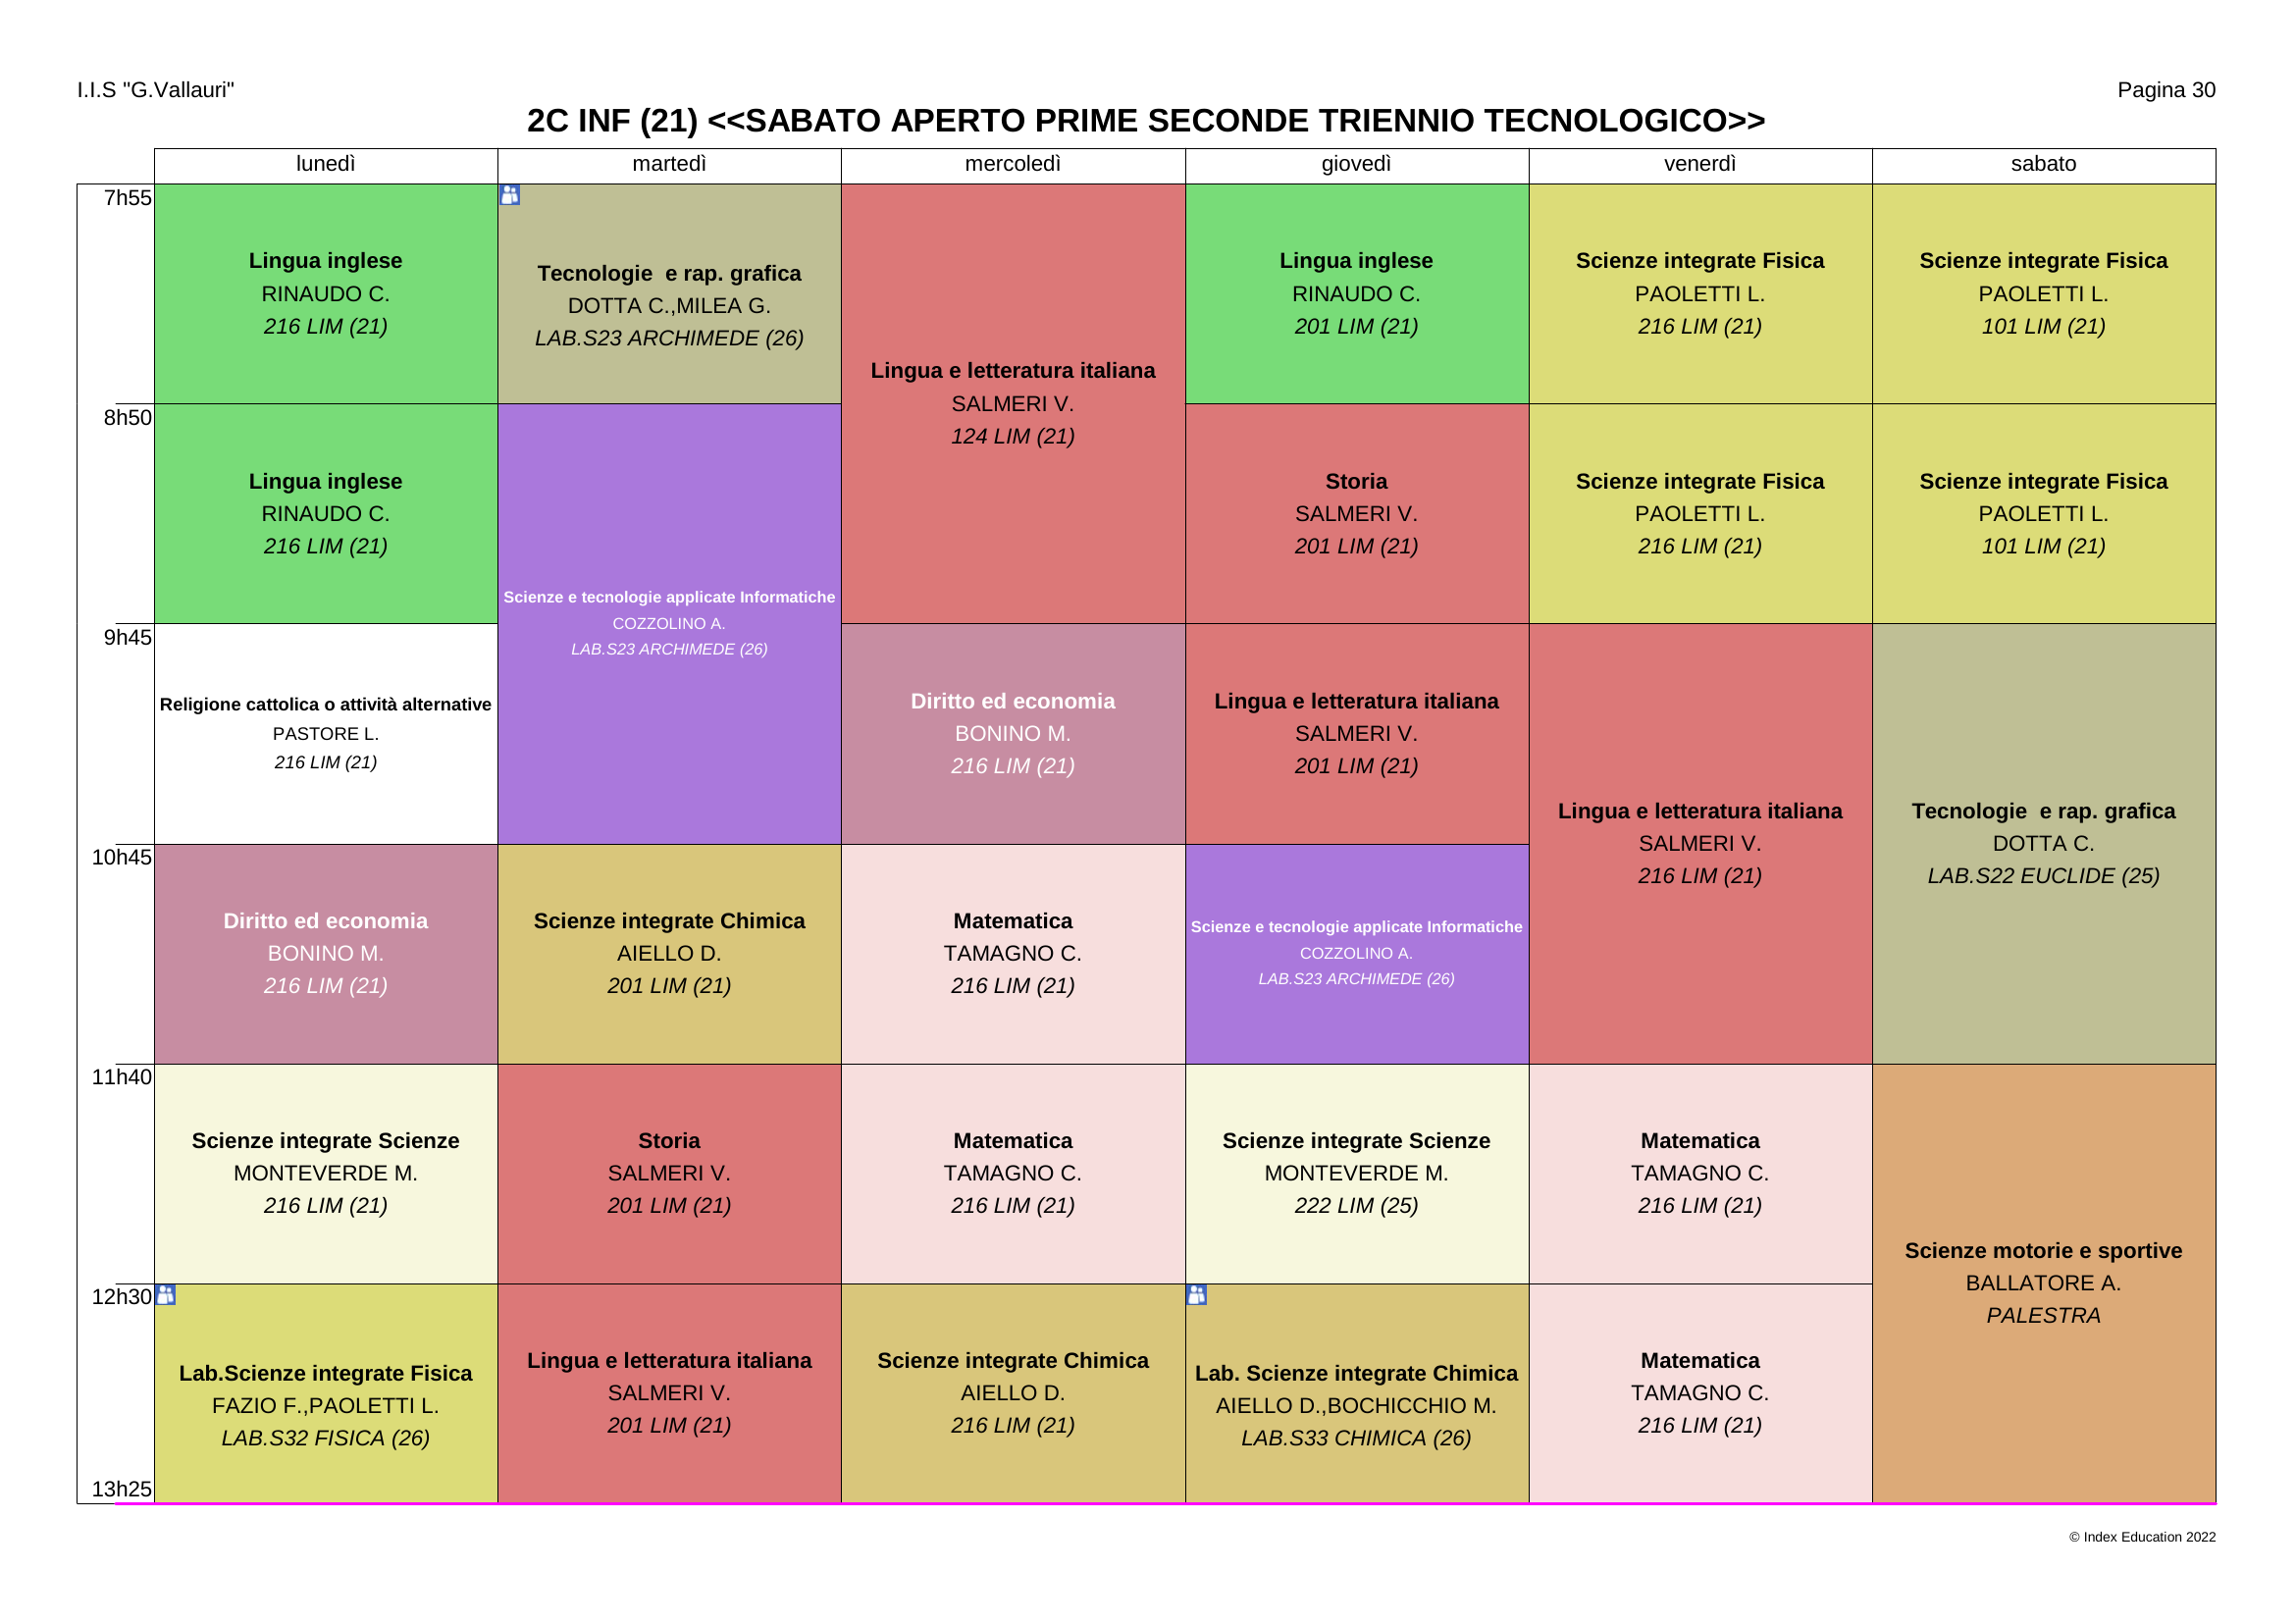 I.I.S "G.Vallauri"
Pagina 30
2C INF (21) <<SABATO APERTO PRIME SECONDE TRIENNIO TECNOLOGICO>>
lunedì
martedì
mercoledì
giovedì
venerdì
sabato
7h55
Lingua inglese
RINAUDO C.
216 LIM (21)
Tecnologie  e rap. grafica
DOTTA C.,MILEA G.
LAB.S23 ARCHIMEDE (26)
Lingua e letteratura italiana
SALMERI V.
124 LIM (21)
Lingua inglese
RINAUDO C.
201 LIM (21)
Scienze integrate Fisica
PAOLETTI L.
216 LIM (21)
Scienze integrate Fisica
PAOLETTI L.
101 LIM (21)
8h50
Lingua inglese
RINAUDO C.
216 LIM (21)
Scienze e tecnologie applicate Informatiche
COZZOLINO A.
LAB.S23 ARCHIMEDE (26)
Storia
SALMERI V.
201 LIM (21)
Scienze integrate Fisica
PAOLETTI L.
216 LIM (21)
Scienze integrate Fisica
PAOLETTI L.
101 LIM (21)
9h45
Religione cattolica o attività alternative
PASTORE L.
216 LIM (21)
Diritto ed economia
BONINO M.
216 LIM (21)
Lingua e letteratura italiana
SALMERI V.
201 LIM (21)
Lingua e letteratura italiana
SALMERI V.
216 LIM (21)
Tecnologie  e rap. grafica
DOTTA C.
LAB.S22 EUCLIDE (25)
10h45
Diritto ed economia
BONINO M.
216 LIM (21)
Scienze integrate Chimica
AIELLO D.
201 LIM (21)
Matematica
TAMAGNO C.
216 LIM (21)
Scienze e tecnologie applicate Informatiche
COZZOLINO A.
LAB.S23 ARCHIMEDE (26)
11h40
Scienze integrate Scienze
MONTEVERDE M.
216 LIM (21)
Storia
SALMERI V.
201 LIM (21)
Matematica
TAMAGNO C.
216 LIM (21)
Scienze integrate Scienze
MONTEVERDE M.
222 LIM (25)
Matematica
TAMAGNO C.
216 LIM (21)
Scienze motorie e sportive
BALLATORE A.
PALESTRA
12h30
Lab.Scienze integrate Fisica
FAZIO F.,PAOLETTI L.
LAB.S32 FISICA (26)
Lingua e letteratura italiana
SALMERI V.
201 LIM (21)
Scienze integrate Chimica
AIELLO D.
216 LIM (21)
Lab. Scienze integrate Chimica
AIELLO D.,BOCHICCHIO M.
LAB.S33 CHIMICA (26)
Matematica
TAMAGNO C.
216 LIM (21)
13h25
© Index Education 2022